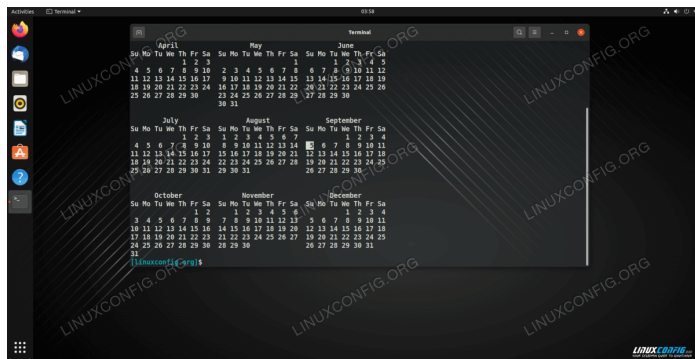 Activities Terminal 03:58
Terminal
April May June
Su Mo Tu We Th Fr Sa Su Mo Tu We Th Fr Sa Su Mo Tu We Th Fr Sa
1 2 3 1 1 2 3 4 5
4 5 6 7 8 9 10 2 3 4 5 6 7 8 6 7 8 9 10 11 12
11 12 13 14 15 16 17 9 10 11 12 13 14 15 13 14 15 16 17 18 19
18 19 20 21 22 23 24 16 17 18 19 20 21 22 20 21 22 23 24 25 26
25 26 27 28 29 30 23 24 25 26 27 28 29 27 28 29 30
30 31
July August September
Su Mo Tu We Th Fr Sa Su Mo Tu We Th Fr Sa Su Mo Tu We Th Fr Sa
1 2 3 1 2 3 4 5 6 7 1 2 3 4
4 5 6 7 8 9 10 8 9 10 11 12 13 14 5 6 7 8 9 10 11
11 12 13 14 15 16 17 15 16 17 18 19 20 21 12 13 14 15 16 17 18
18 19 20 21 22 23 24 22 23 24 25 26 27 28 19 20 21 22 23 24 25
25 26 27 28 29 30 31 29 30 31 26 27 28 29 30
October November December
Su Mo Tu We Th Fr Sa Su Mo Tu We Th Fr Sa Su Mo Tu We Th Fr Sa
1 2 1 2 3 4 5 6 1 2 3 4
3 4 5 6 7 8 9 7 8 9 10 11 12 13 5 6 7 8 9 10 11
10 11 12 13 14 15 16 14 15 16 17 18 19 20 12 13 14 15 16 17 18
17 18 19 20 21 22 23 21 22 23 24 25 26 27 19 20 21 22 23 24 25
24 25 26 27 28 29 30 28 29 30 26 27 28 29 30 31
31
[linuxconfig.org]$
LINUXCONFIG.ORG
LINUXCONFIG.ORG
LINUXCONFIG.ORG
LINUXCONFIG.ORG
LINUXCONFIG.ORG
LINUXCONFIG.ORG
LINUXCONFIG.ORG
LINUXCONFIG.ORG
LINUXCONFIG.ORG
LINUXCONFIG